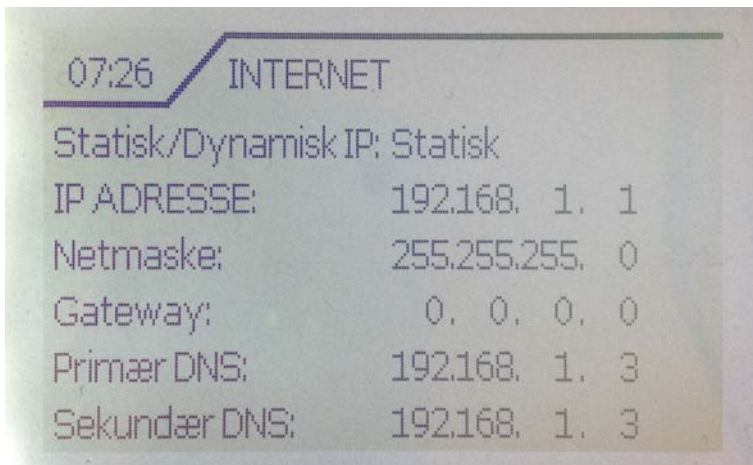 07:26 INTERNET
Statisk/Dynamisk IP: Statisk
IP ADRESSE: 192.168. 1. 1
Netmaske: 255.255.255. 0
Gateway: 0. 0. 0. 0
Primær DNS: 192.168. 1. 3
Sekundær DNS: 192.168. 1. 3